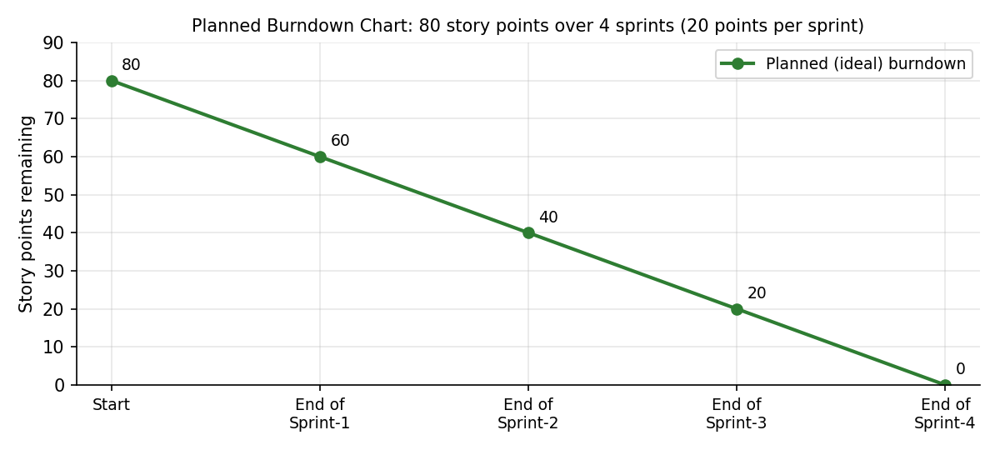 Planned Burndown Chart: 80 story points over 4 sprints (20 points per sprint)
Planned (ideal) burndown
Story points remaining
90
80
70
60
50
40
30
20
10
0
80
60
40
20
0
Start
End of
Sprint-1
End of
Sprint-2
End of
Sprint-3
End of
Sprint-4